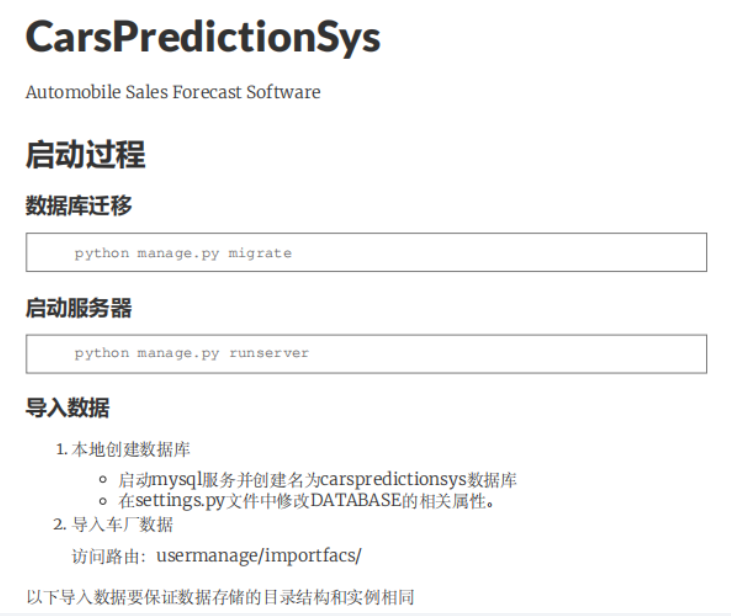 CarsPredictionSys
Automobile Sales Forecast Software
启动过程
数据库迁移
python manage.py migrate
启动服务器
python manage.py runserver
导入数据
1. 本地创建数据库
启动mysql服务并创建名为carspredictionsys数据库
在settings.py文件中修改DATABASE的相关属性。
2. 导入车厂数据
访问路由：usermanage/importfacs/
以下导入数据要保证数据存储的目录结构和实例相同